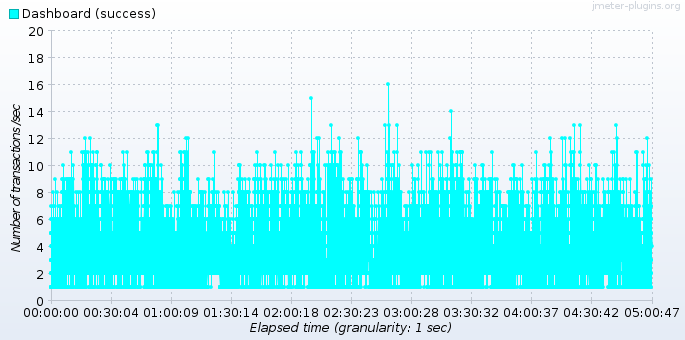 jmeter-plugins.org
Dashboard (success)
20
18
16
14
12
10
8
6
4
2
0
Number of transactions /sec
00:00:00 00:30:04 01:00:09 01:30:14 02:00:18 02:30:23 03:00:28 03:30:32 04:00:37 04:30:42 05:00:47
Elapsed time (granularity: 1 sec)